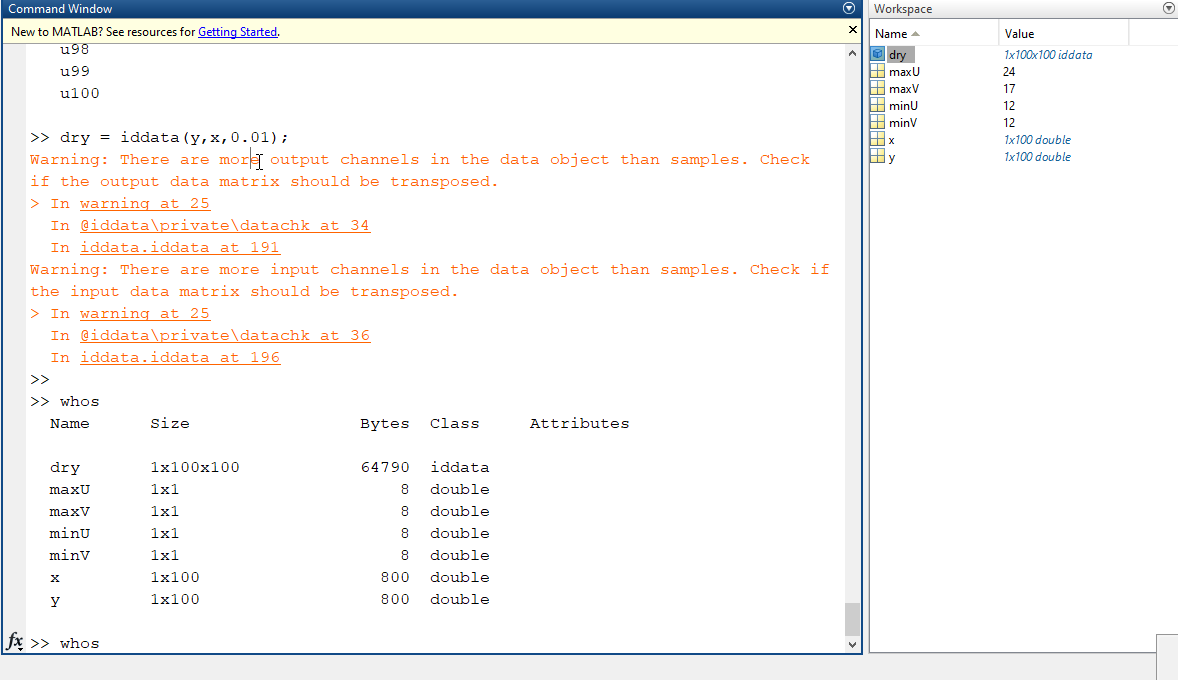 Command Window
New to MATLAB? See resources for Getting Started.
u98
u99
u100
>> dry = iddata(y,x,0.01);
Warning: There are more output channels in the data object than samples. Check
if the output data matrix should be transposed.
> In warning at 25
In @iddata\private\datachk at 34
In iddata.iddata at 191
Warning: There are more input channels in the data object than samples. Check if
the input data matrix should be transposed.
> In warning at 25
In @iddata\private\datachk at 36
In iddata.iddata at 196
>>
>> whos
Name Size Bytes Class Attributes
dry 1x100x100 64790 iddata
maxU 1x1 8 double
maxV 1x1 8 double
minU 1x1 8 double
minV 1x1 8 double
x 1x100 800 double
y 1x100 800 double
fx >> whos
Workspace
Name Value
dry 1x100x100 iddata
maxU 24
maxV 17
minU 12
minV 12
x 1x100 double
y 1x100 double